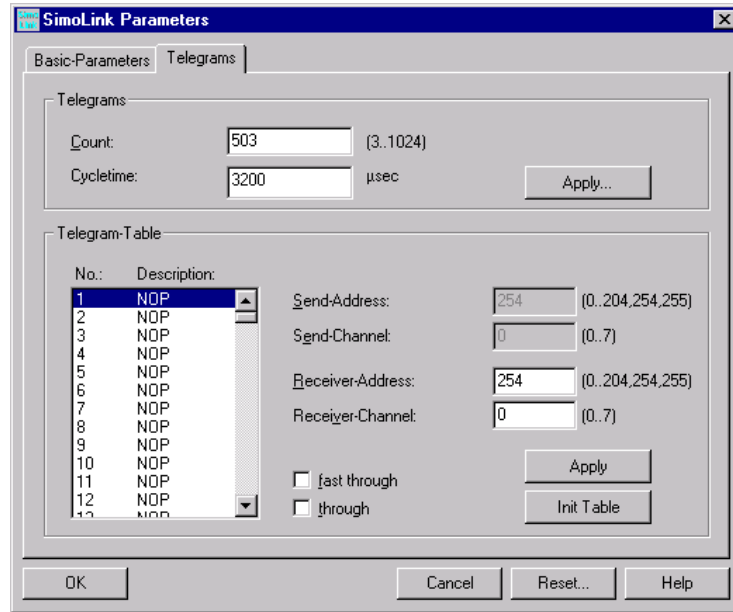 SimoLink Parameters
Basic-Parameters Telegrams
Telegrams
Count: 503 (3..1024)
Cycletime: 3200 µsec Apply...
Telegram-Table
No.: Description:
1 NOP
2 NOP
3 NOP
4 NOP
5 NOP
6 NOP
7 NOP
8 NOP
9 NOP
10 NOP
11 NOP
12 NOP
13 NOP
Send-Address: 254 (0..204,254,255)
Send-Channel: 0 (0..7)
Receiver-Address: 254 (0..204,254,255)
Receiver-Channel: 0 (0..7)
fast through
through
Apply
Init Table
OK Cancel Reset... Help